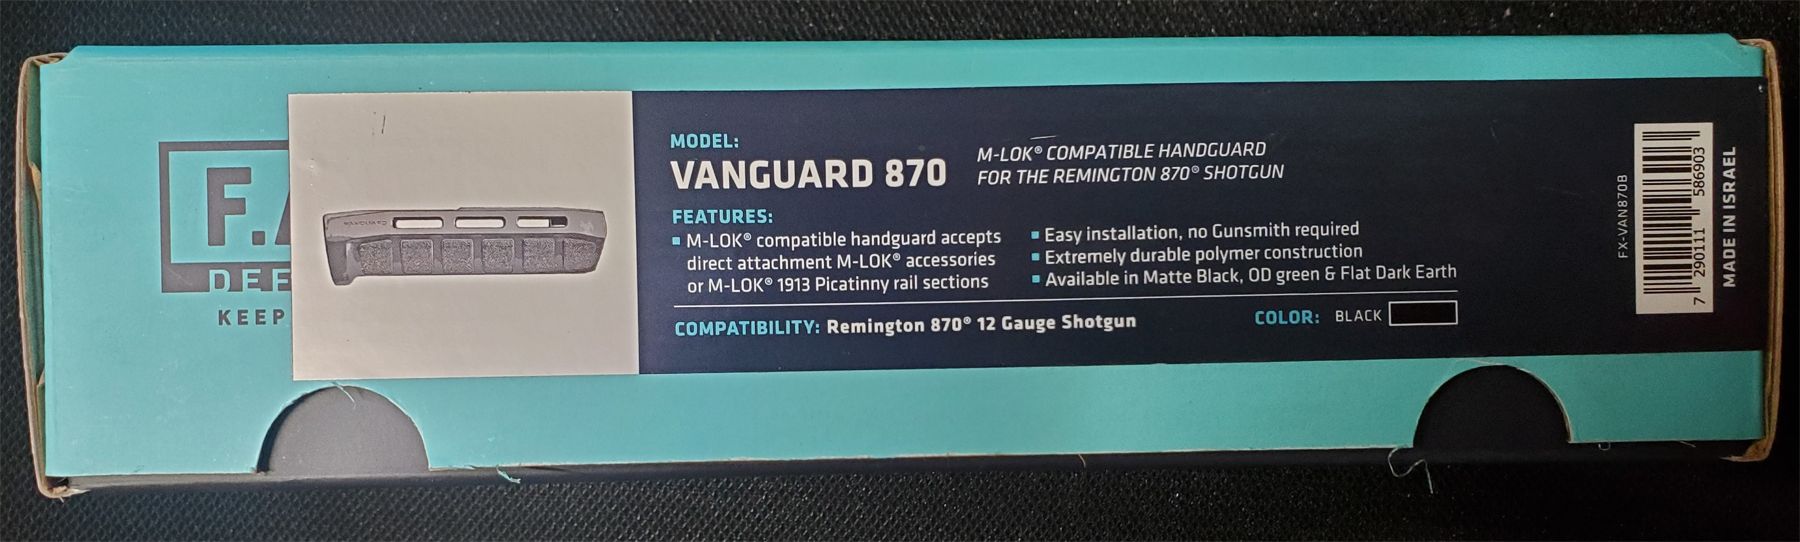 F.
DEF
KEEP
MODEL:
VANGUARD 870
M-LOK® COMPATIBLE HANDGUARD
FOR THE REMINGTON 870® SHOTGUN
FEATURES:
▪ M-LOK® compatible handguard accepts
direct attachment M-LOK® accessories
or M-LOK® 1913 Picatinny rail sections
▪ Easy installation, no Gunsmith required
▪ Extremely durable polymer construction
▪ Available in Matte Black, OD green & Flat Dark Earth
COMPATIBILITY: Remington 870® 12 Gauge Shotgun
COLOR: BLACK
FX-VAN870B
7 290111 586903
MADE IN ISRAEL